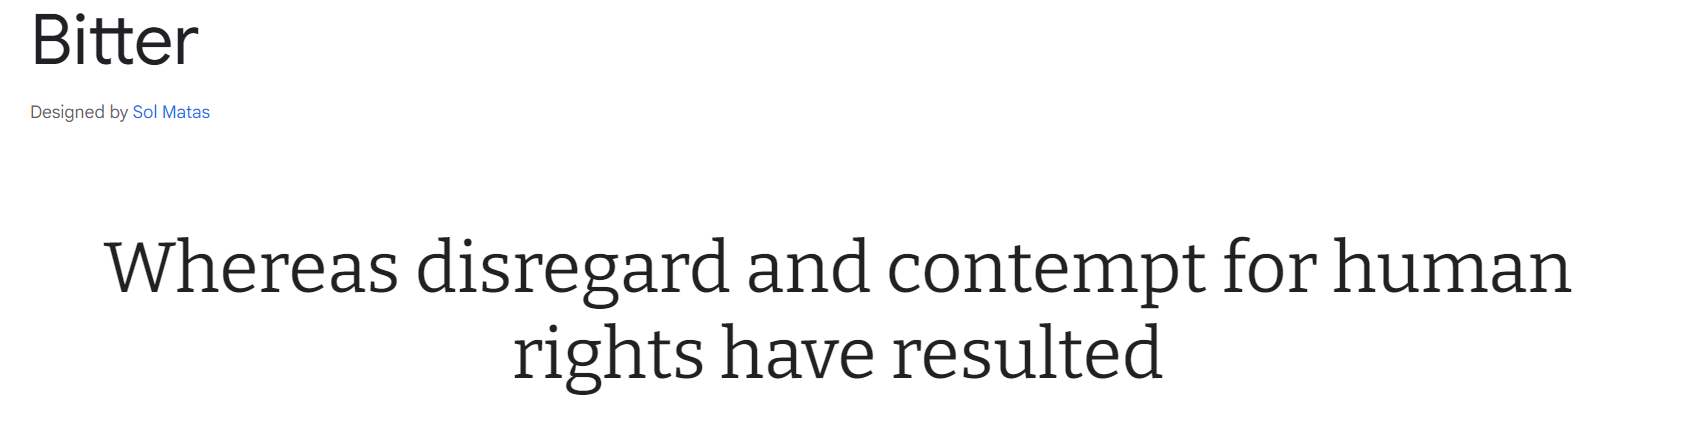 Bitter
Designed by Sol Matas
Whereas disregard and contempt for human
rights have resulted